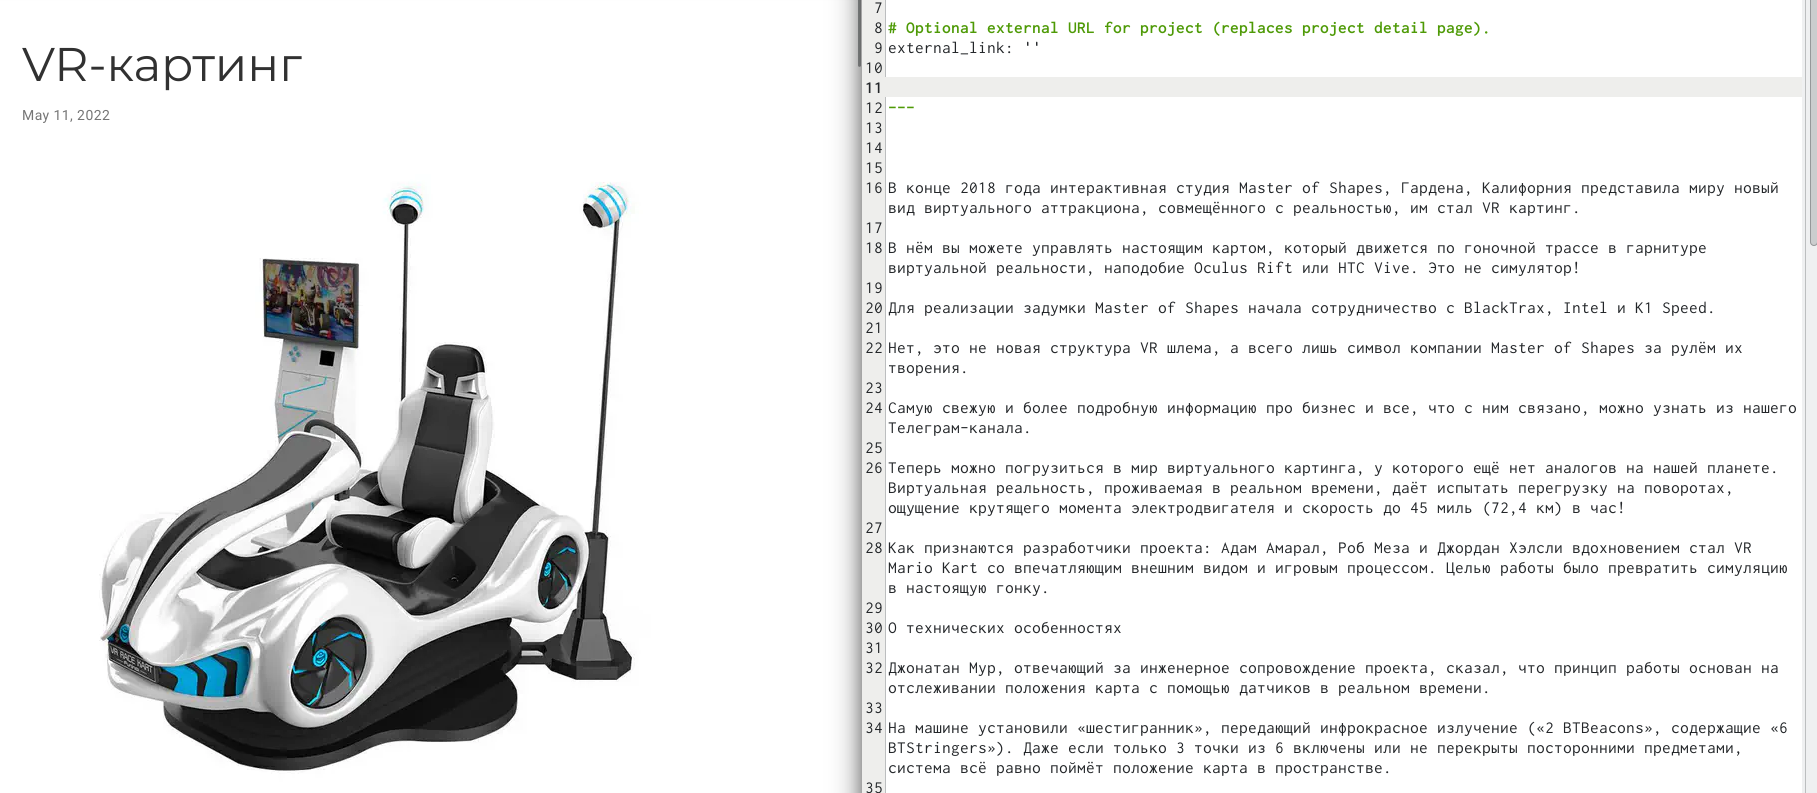 VR-картинг
May 11, 2022
VR RACE KART
7
8 # Optional external URL for project (replaces project detail page).
9 external_link: ''
10
11
12 ---
13
14
15
16 В конце 2018 года интерактивная студия Master of Shapes, Гардена, Калифорния представила миру новый
вид виртуального аттракциона, совмещённого с реальностью, им стал VR картинг.
17
18 В нём вы можете управлять настоящим картом, который движется по гоночной трассе в гарнитуре
виртуальной реальности, наподобие Oculus Rift или HTC Vive. Это не симулятор!
19
20 Для реализации задумки Master of Shapes начала сотрудничество с BlackTrax, Intel и K1 Speed.
21
22 Нет, это не новая структура VR шлема, а всего лишь символ компании Master of Shapes за рулём их
творения.
23
24 Самую свежую и более подробную информацию про бизнес и все, что с ним связано, можно узнать из нашего
Телеграм-канала.
25
26 Теперь можно погрузиться в мир виртуального картинга, у которого ещё нет аналогов на нашей планете.
Виртуальная реальность, проживаемая в реальном времени, даёт испытать перегрузку на поворотах,
ощущение крутящего момента электродвигателя и скорость до 45 миль (72,4 км) в час!
27
28 Как признаются разработчики проекта: Адам Амарал, Роб Меза и Джордан Хэлсли вдохновением стал VR
Mario Kart со впечатляющим внешним видом и игровым процессом. Целью работы было превратить симуляцию
в настоящую гонку.
29
30 О технических особенностях
31
32 Джонатан Мур, отвечающий за инженерное сопровождение проекта, сказал, что принцип работы основан на
отслеживании положения карта с помощью датчиков в реальном времени.
33
34 На машине установили «шестигранник», передающий инфрокрасное излучение («2 BTBeacons», содержащие «6
BTStringers»). Даже если только 3 точки из 6 включены или не перекрыты посторонними предметами,
система всё равно поймёт положение карта в пространстве.
35